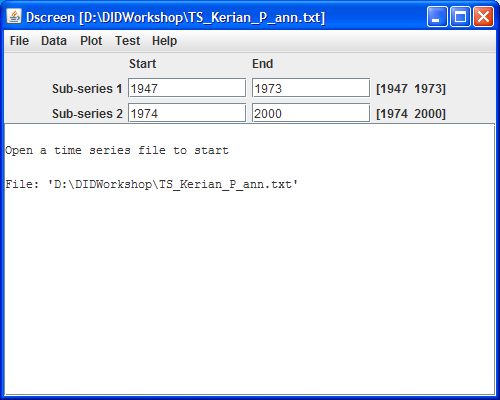 Dscreen [D:\DIDWorkshop\TS_Kerian_P_ann.txt]
File Data Plot Test Help
Start End
Sub-series 1 1947 1973 [1947 1973]
Sub-series 2 1974 2000 [1974 2000]
Open a time series file to start
File: 'D:\DIDWorkshop\TS_Kerian_P_ann.txt'